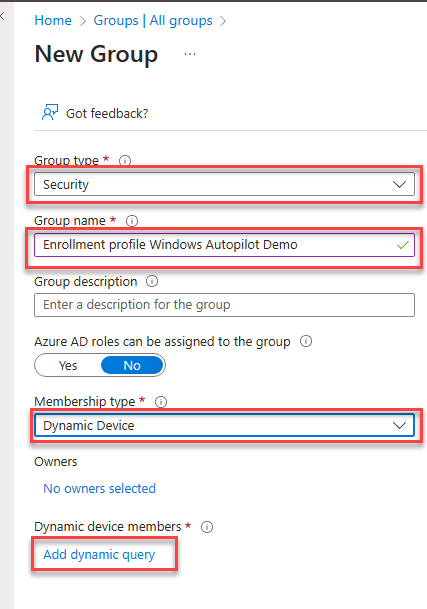 Home > Groups | All groups >
New Group ...
Got feedback?
Group type *
Security
Group name *
Enrollment profile Windows Autopilot Demo
Group description
Enter a description for the group
Azure AD roles can be assigned to the group
Yes No
Membership type *
Dynamic Device
Owners
No owners selected
Dynamic device members *
Add dynamic query